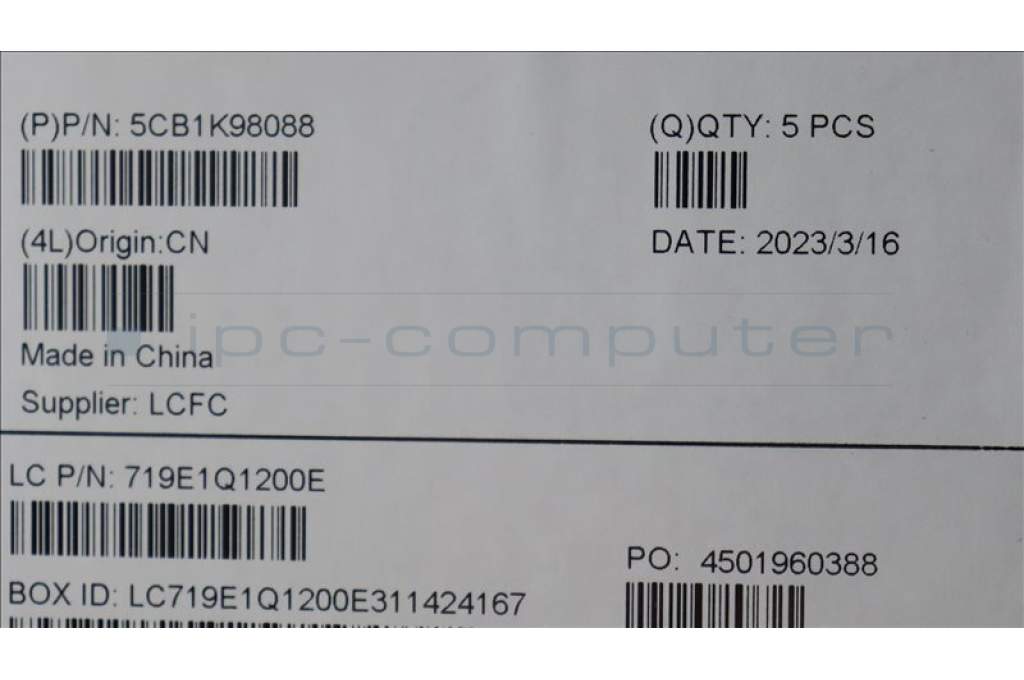 (P)P/N: 5CB1K98088
(Q)QTY: 5 PCS
(4L)Origin:CN
DATE: 2023/3/16
ipc-computer
Made in China
Supplier: LCFC
LC P/N: 719E1Q1200E
PO: 4501960388
BOX ID: LC719E1Q1200E311424167